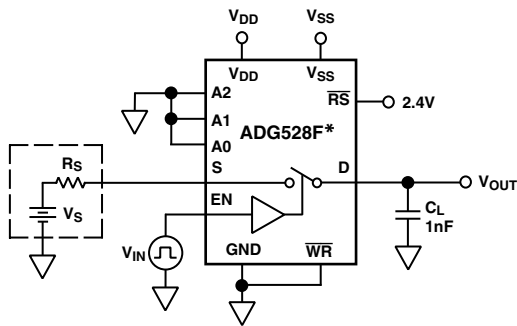 VDD
VSS
VDD
VSS
A2
RS
2.4V
A1
ADG528F*
A0
RS
S
D
VOUT
VS
EN
CL
1nF
VIN
GND
WR